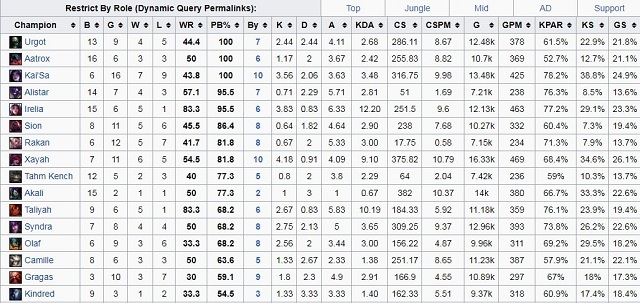 Restrict By Role (Dynamic Query Permalinks): Top Jungle Mid AD Support
Champion B G W L WR PB% By K D A KDA CS CSPM G GPM KPAR KS GS
Urgot 13 9 4 5 44.4 100 7 2.44 2.44 4.11 2.68 286.11 8.67 12.48k 378 61.5% 22.9% 21.8%
Aatrox 16 6 3 3 50 100 6 1.17 2 3.67 2.42 255.83 8.82 10.7k 369 52.7% 12.7% 21.1%
Kai'Sa 6 16 7 9 43.8 100 10 3.56 2.06 3.63 3.48 316.75 9.98 13.48k 425 78.2% 38.8% 24.9%
Alistar 14 7 4 3 57.1 95.5 7 0.71 2.29 5.71 2.81 51 1.69 7.21k 238 76.3% 8.5% 13.6%
Irelia 15 6 5 1 83.3 95.5 6 3.83 0.83 6.33 12.20 251.5 9.6 12.13k 463 77.2% 29.1% 23.3%
Sion 8 11 5 6 45.5 86.4 8 0.64 1.82 4.54 2.90 238 7.68 10.27k 332 60.4% 7.3% 19.4%
Rakan 6 12 5 7 41.7 81.8 8 0.67 2 5.33 3.00 17.75 0.58 7.15k 234 71.3% 7.9% 13.7%
Xayah 7 11 6 5 54.5 81.8 10 4.18 0.91 4.09 9.10 375.82 10.79 16.33k 469 68.4% 34.6% 26.1%
Tahm Kench 12 5 2 3 40 77.3 5 0.8 2 3.8 2.29 64 2.04 7.42k 236 59% 10.3% 13.7%
Akali 15 2 1 1 50 77.3 2 1 3 1 0.67 382 10.37 14k 380 66.7% 33.3% 22.6%
Taliyah 9 6 5 1 83.3 68.2 6 2.67 0.83 5.83 10.19 184.33 5.92 11.18k 359 76.1% 23.9% 19.4%
Syndra 7 8 4 4 50 68.2 8 2.75 2.13 5 3.65 309.25 9.37 12.96k 393 73.8% 26.2% 22.6%
Olaf 6 9 3 6 33.3 68.2 8 2.56 2 3.44 3.00 156.22 4.87 9.96k 311 69.2% 29.5% 18.2%
Camille 8 6 3 3 50 63.6 5 1.33 2.67 2.33 1.38 251.17 8.65 11.23k 387 57.9% 21.1% 22.1%
Gragas 3 10 3 7 30 59.1 9 1.8 2.3 4.9 2.91 166.9 4.55 10.89k 297 67% 18% 17.3%
Kindred 9 3 1 2 33.3 54.5 3 1.33 3.33 3.33 1.40 162.33 5.51 9.37k 318 60.9% 17.4% 18.4%